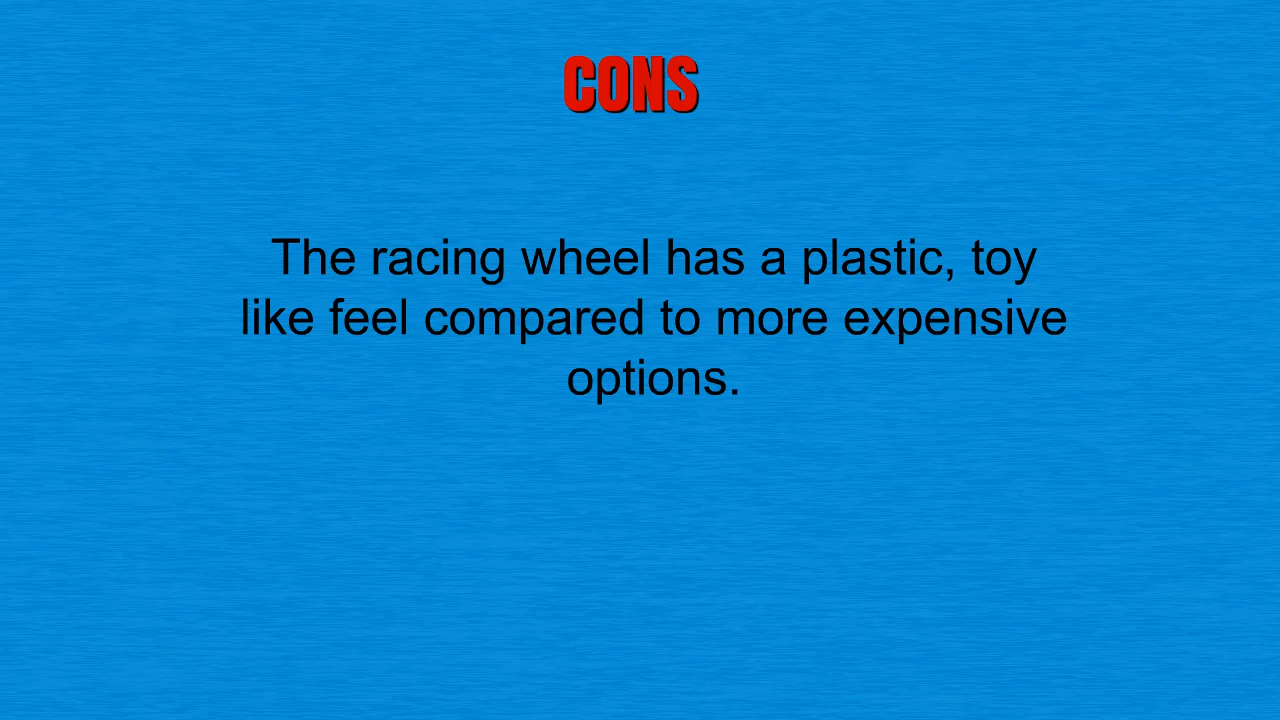 CONS
The racing wheel has a plastic, toy
like feel compared to more expensive
options.